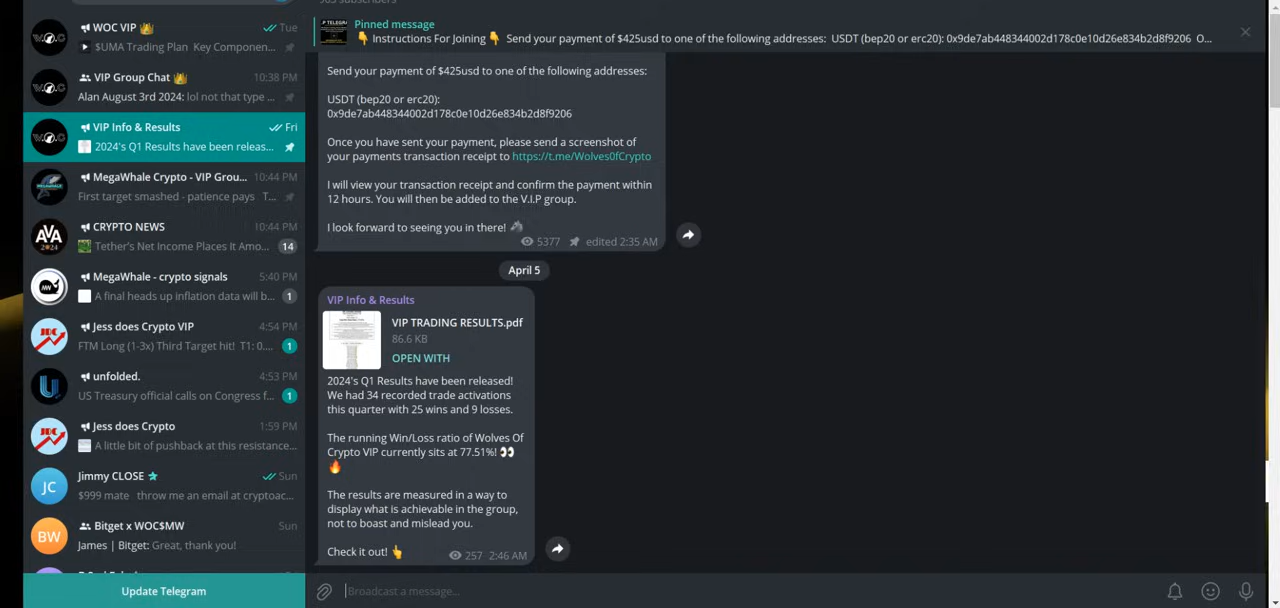 WOC VIP 👑 Tue
$UMA Trading Plan Key Componen...
VIP Group Chat 👑 10:38 PM
Alan August 3rd 2024: lol not that type ...
VIP Info & Results Fri
2024's Q1 Results have been releas...
MegaWhale Crypto - VIP Grou... 10:44 PM
First target smashed - patience pays T...
CRYPTO NEWS 10:44 PM
Tether's Net Income Places It Amo... 14
MegaWhale - crypto signals 5:40 PM
A final heads up inflation data will b... 1
Jess does Crypto VIP 4:54 PM
FTM Long (1-3x) Third Target hit! T1: 0.... 1
unfolded. 4:53 PM
US Treasury official calls on Congress f... 1
Jess does Crypto 1:59 PM
A little bit of pushback at this resistance...
Jimmy CLOSE Sun
$999 mate throw me an email at cryptoac...
Bitget x WOC$MW Sun
James | Bitget: Great, thank you!
Update Telegram
W.O.C
W.O.C
W.O.C
AVA
2024
JDC
JDC
JC
BW
Pinned message
👇 Instructions For Joining 👇 Send your payment of $425usd to one of the following addresses: USDT (bep20 or erc20): 0x9de7ab448344002d178c0e10d26e834b2d8f9206 O...
Send your payment of $425usd to one of the following addresses:
USDT (bep20 or erc20):
0x9de7ab448344002d178c0e10d26e834b2d8f9206
Once you have sent your payment, please send a screenshot of
your payments transaction receipt to https://t.me/Wolves0fCrypto
I will view your transaction receipt and confirm the payment within
12 hours. You will then be added to the V.I.P group.
I look forward to seeing you in there! 🐺
5377 edited 2:35 AM
April 5
VIP Info & Results
VIP TRADING RESULTS.pdf
86.6 KB
OPEN WITH
2024's Q1 Results have been released!
We had 34 recorded trade activations
this quarter with 25 wins and 9 losses.
The running Win/Loss ratio of Wolves Of
Crypto VIP currently sits at 77.51%! 👀
🔥
The results are measured in a way to
display what is achievable in the group,
not to boast and mislead you.
Check it out! 👆 257 2:46 AM
Broadcast a message...